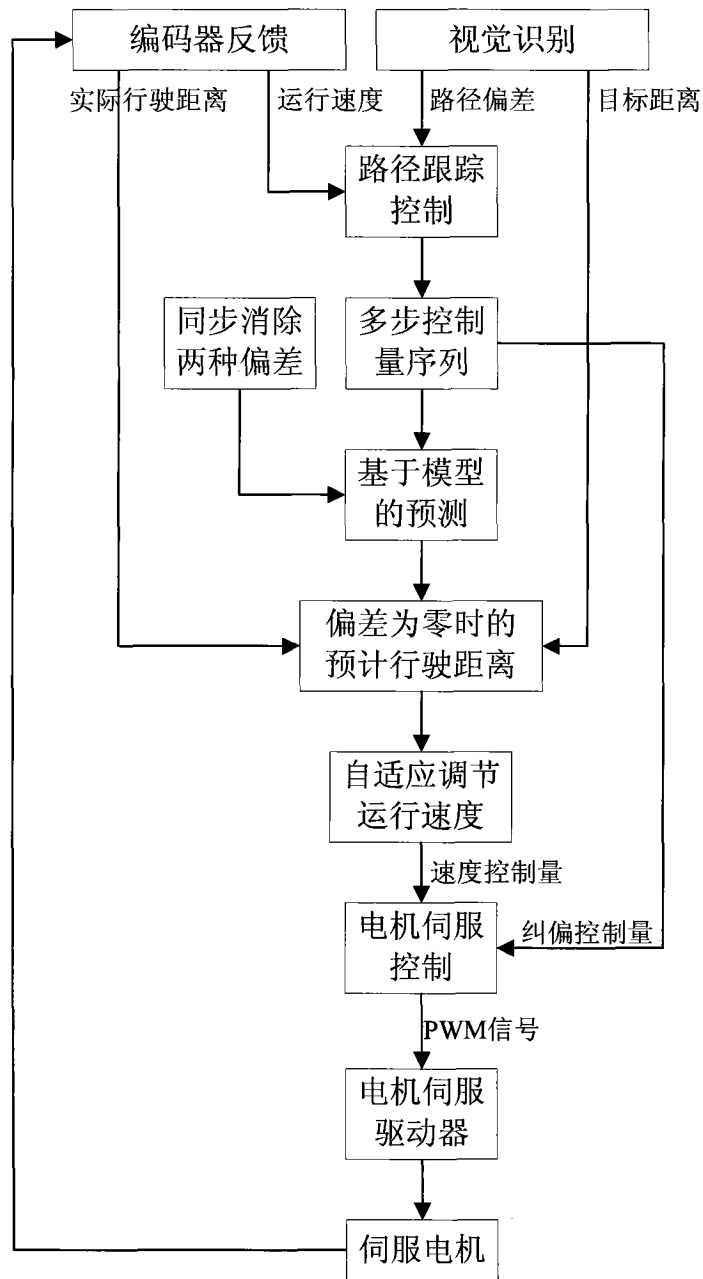 编码器反馈
视觉识别
实际行驶距离
运行速度
路径偏差
目标距离
路径跟踪
控制
同步消除
两种偏差
多步控制
量序列
基于模型
的预测
偏差为零时的
预计行驶距离
自适应调节
运行速度
速度控制量
电机伺服
控制
纠偏控制量
PWM信号
电机伺服
驱动器
伺服电机